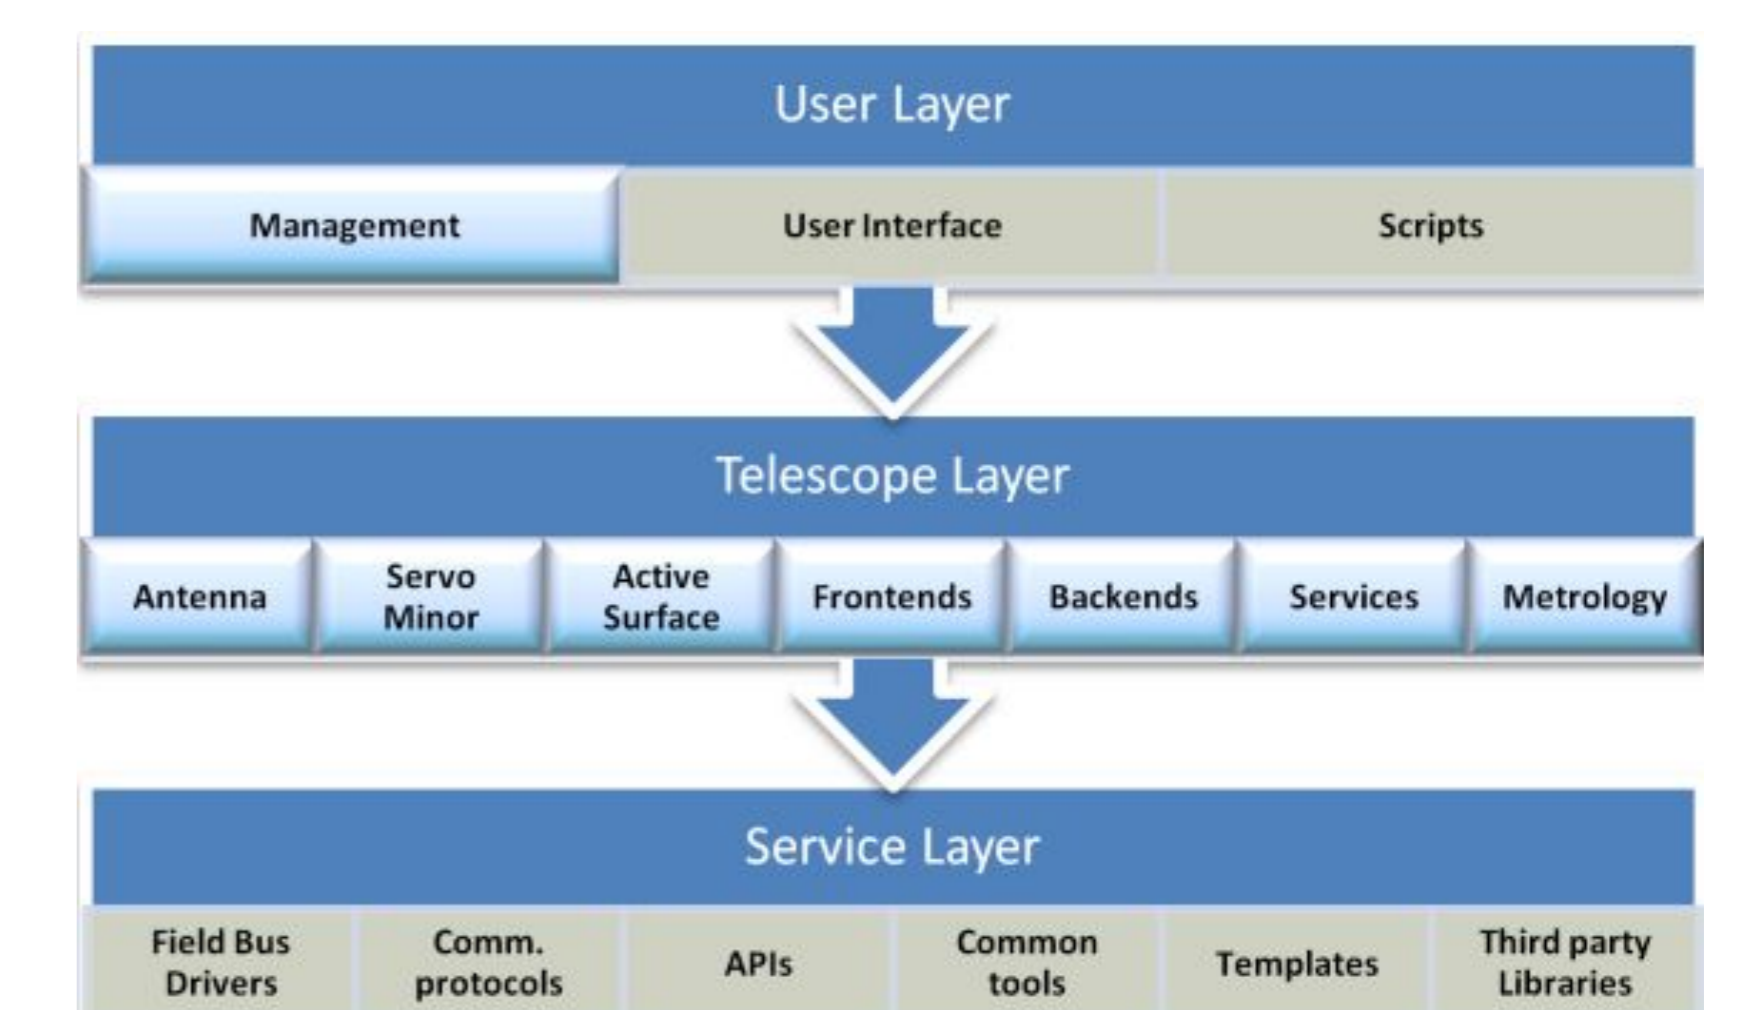 User Layer
Management
User Interface
Scripts
Telescope Layer
Antenna
Servo
Minor
Active
Surface
Frontends
Backends
Services
Metrology
Service Layer
Field Bus
Drivers
Comm.
protocols
APIs
Common
tools
Templates
Third party
Libraries